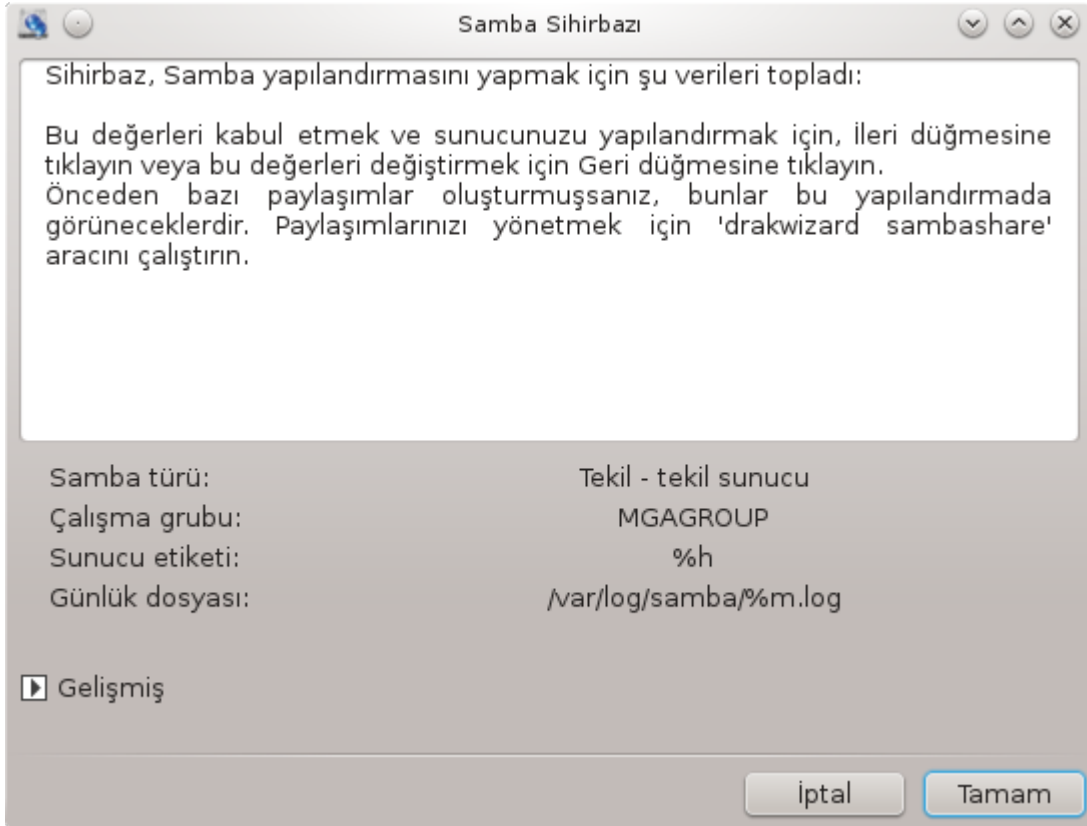 Samba Sihirbazı
Sihirbaz, Samba yapılandırmasını yapmak için şu verileri topladı:
Bu değerleri kabul etmek ve sunucunuzu yapılandırmak için, İleri düğmesine
tıklayın veya bu değerleri değiştirmek için Geri düğmesine tıklayın.
Önceden bazı paylaşımlar oluşturmuşsanız, bunlar bu yapılandırmada
görüneceklerdir. Paylaşımlarınızı yönetmek için 'drakwizard sambashare'
aracını çalıştırın.
Samba türü: Tekil - tekil sunucu
Çalışma grubu: MGAGROUP
Sunucu etiketi: %h
Günlük dosyası: /var/log/samba/%m.log
Gelişmiş
İptal Tamam